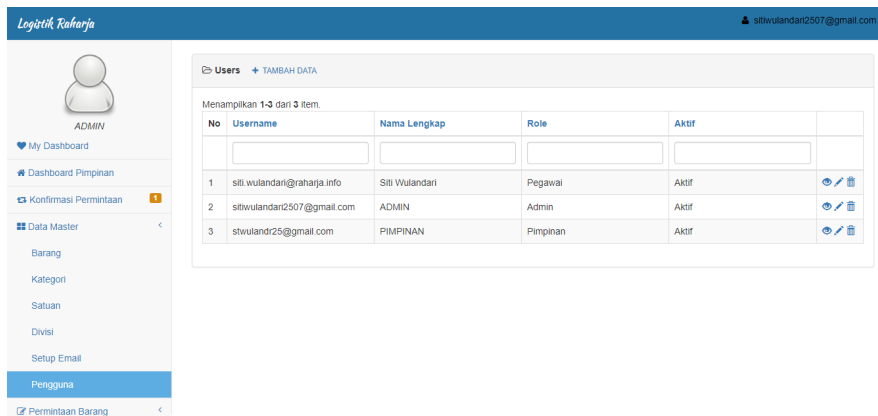 Logistik Raharja
sitiwulandari2507@gmail.com
ADMIN
My Dashboard
Dashboard Pimpinan
Konfirmasi Permintaan 1
Data Master
Barang
Kategori
Satuan
Divisi
Setup Email
Pengguna
Permintaan Barang
Users + TAMBAH DATA
Menampilkan 1-3 dari 3 item.
No Username Nama Lengkap Role Aktif
1 siti.wulandari@raharja.info Siti Wulandari Pegawai Aktif
2 sitiwulandari2507@gmail.com ADMIN Admin Aktif
3 stwulandr25@gmail.com PIMPINAN Pimpinan Aktif